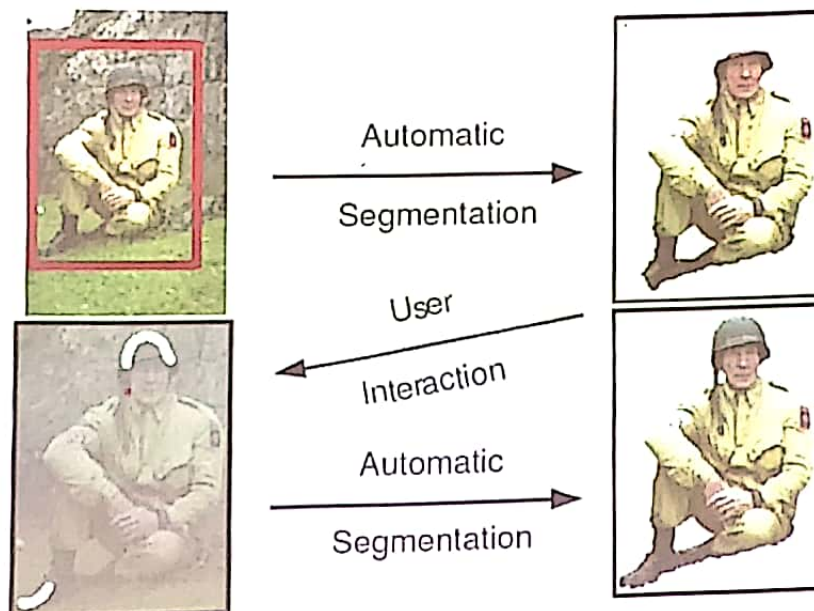 Automatic
Segmentation
User
Interaction
Automatic
Segmentation